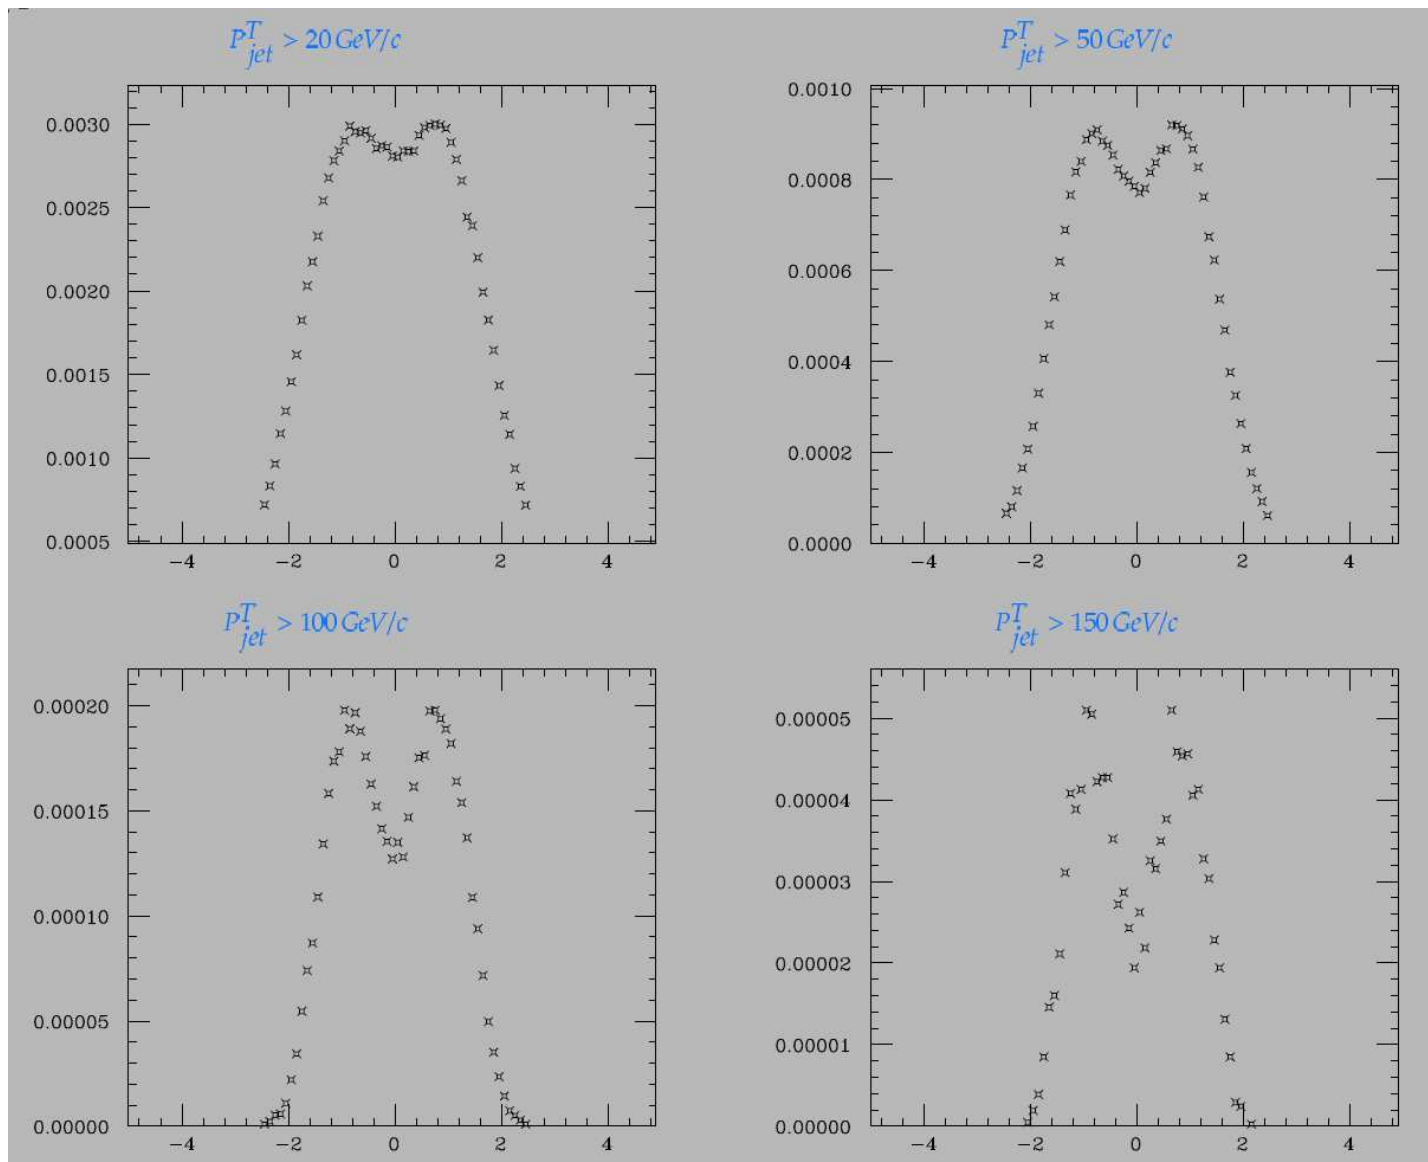 P^T_jet > 20 GeV/c
P^T_jet > 50 GeV/c
0.0030
0.0025
0.0020
0.0015
0.0010
0.0005
−4 −2 0 2 4
0.0010
0.0008
0.0006
0.0004
0.0002
0.0000
−4 −2 0 2 4
P^T_jet > 100 GeV/c
P^T_jet > 150 GeV/c
0.00020
0.00015
0.00010
0.00005
0.00000
−4 −2 0 2 4
0.00005
0.00004
0.00003
0.00002
0.00001
0.00000
−4 −2 0 2 4